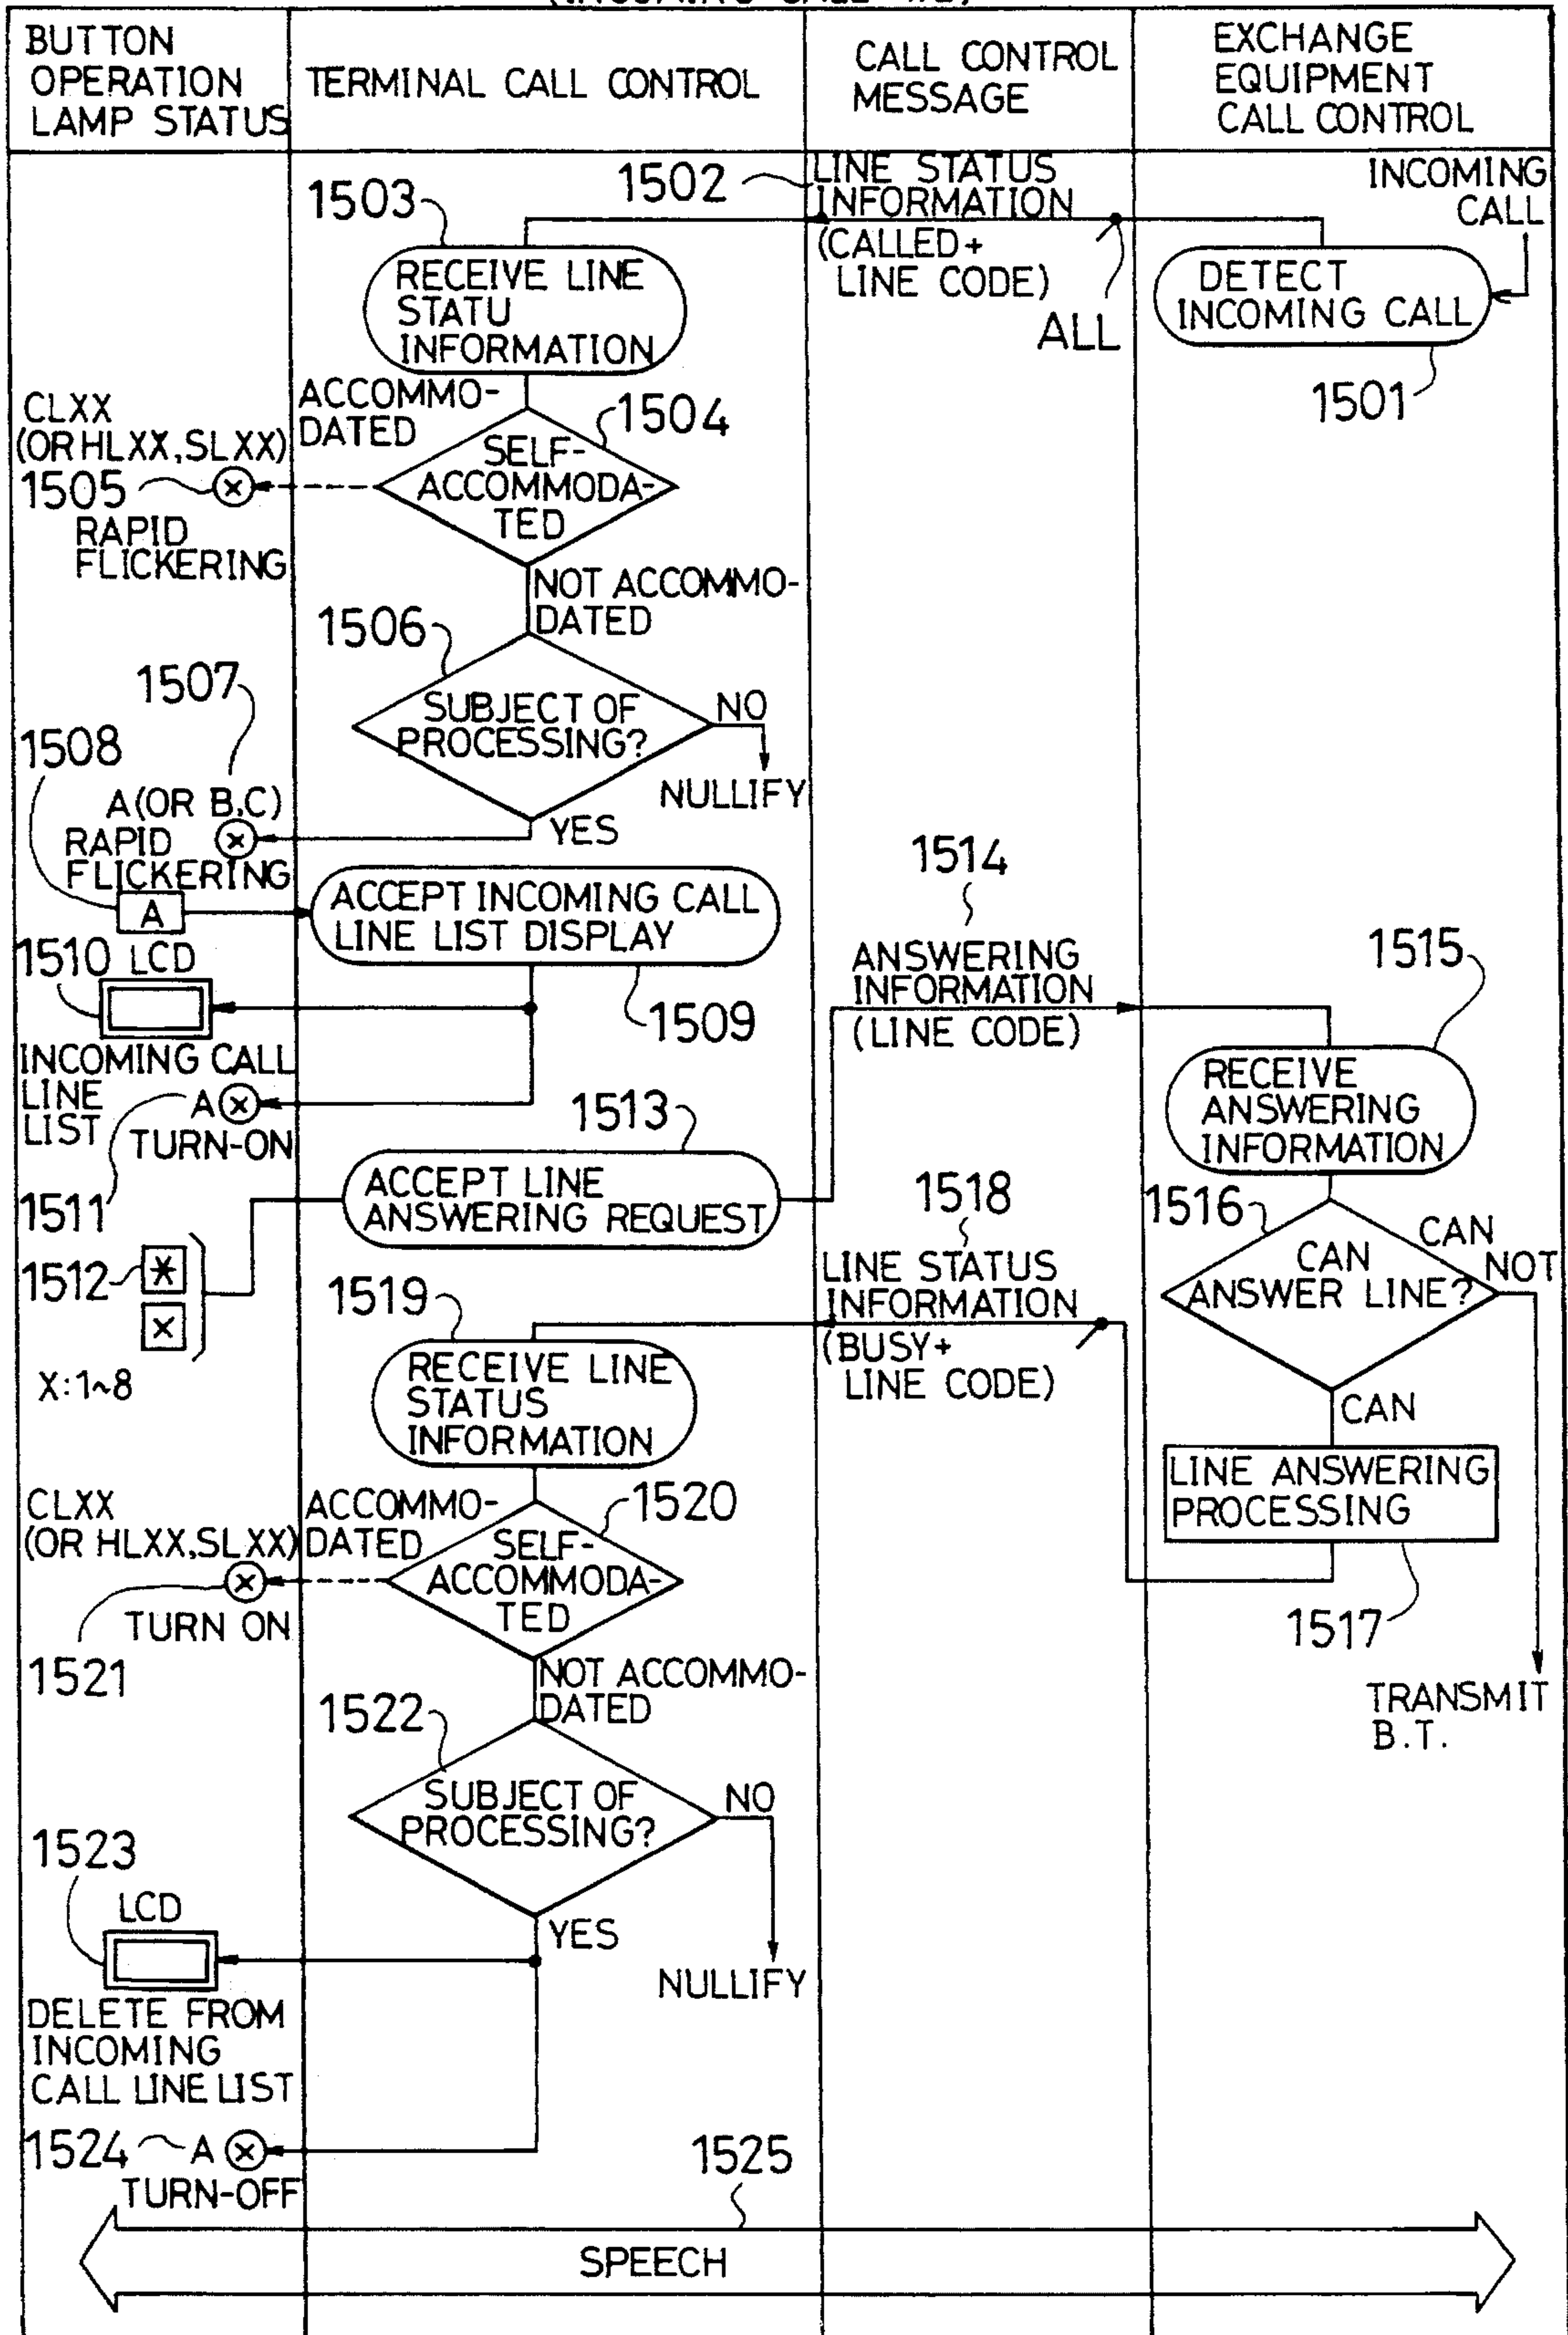 BUTTON
OPERATION
LAMP STATUS
TERMINAL CALL CONTROL
CALL CONTROL
MESSAGE
EXCHANGE
EQUIPMENT
CALL CONTROL
1503
1502
LINE STATUS
INFORMATION
(CALLED+
LINE CODE)
ALL
INCOMING
CALL
RECEIVE LINE
STATU
INFORMATION
DETECT
INCOMING CALL
1501
CLXX
(OR HLXX,SLXX)
ACCOMMO-
DATED
1504
SELF-
ACCOMMODA-
TED
1505
RAPID
FLICKERING
NOT ACCOMMO-
DATED
1506
1507
SUBJECT OF
PROCESSING?
NO
NULLIFY
1508
A(OR B,C)
RAPID
FLICKERING
YES
A
ACCEPT INCOMING CALL
LINE LIST DISPLAY
1514
1510
LCD
1509
ANSWERING
INFORMATION
(LINE CODE)
1515
INCOMING CALL
LINE
LIST
A
TURN-ON
1513
RECEIVE
ANSWERING
INFORMATION
1511
ACCEPT LINE
ANSWERING REQUEST
1518
1516
CAN
ANSWER LINE?
CAN
NOT
1512
*
X
X:1~8
1519
LINE STATUS
INFORMATION
(BUSY+
LINE CODE)
RECEIVE LINE
STATUS
INFORMATION
CAN
LINE ANSWERING
PROCESSING
CLXX
(OR HLXX,SLXX)
ACCOMMO-
DATED
1520
SELF-
ACCOMMODA-
TED
TURN ON
1517
1521
NOT ACCOMMO-
DATED
TRANSMIT
B.T.
1522
SUBJECT OF
PROCESSING?
NO
1523
LCD
YES
NULLIFY
DELETE FROM
INCOMING
CALL LINE LIST
1524
A
TURN-OFF
1525
SPEECH